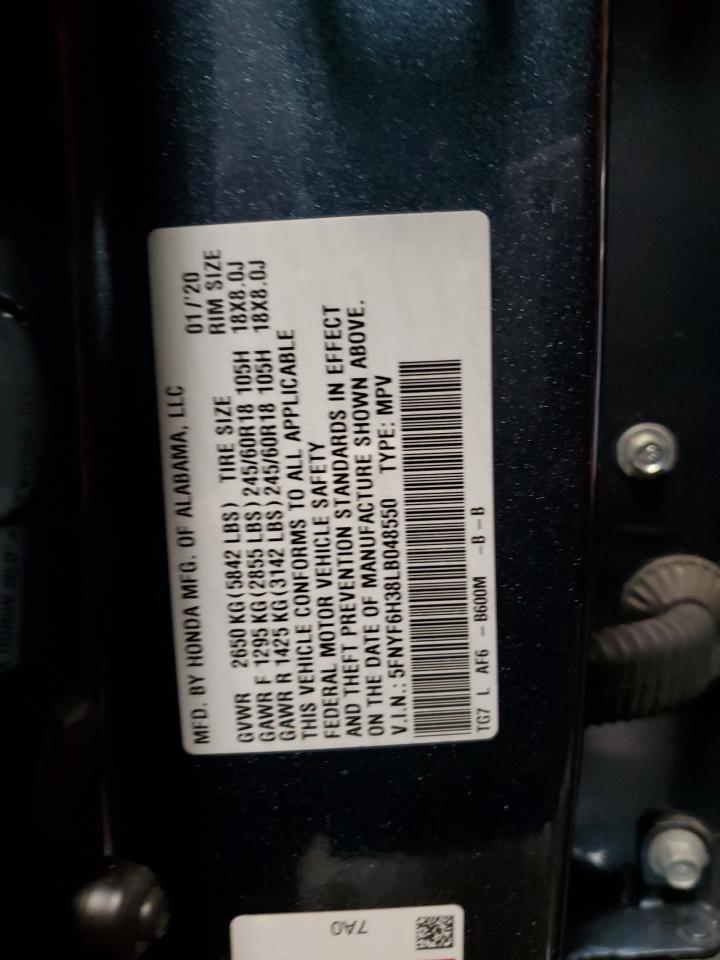 MFD. BY HONDA MFG. OF ALABAMA, LLC 01/'20
GVWR 2650 KG (5842 LBS) TIRE SIZE RIM SIZE
GAWR F 1295 KG (2855 LBS) 245/60R18 105H 18X8.0J
GAWR R 1425 KG (3142 LBS) 245/60R18 105H 18X8.0J
THIS VEHICLE CONFORMS TO ALL APPLICABLE
FEDERAL MOTOR VEHICLE SAFETY
AND THEFT PREVENTION STANDARDS IN EFFECT
ON THE DATE OF MANUFACTURE SHOWN ABOVE.
V.I.N.: 5FNYF6H38LB048550 TYPE: MPV
TG7 L AF6 - B600M -B-B
7A0